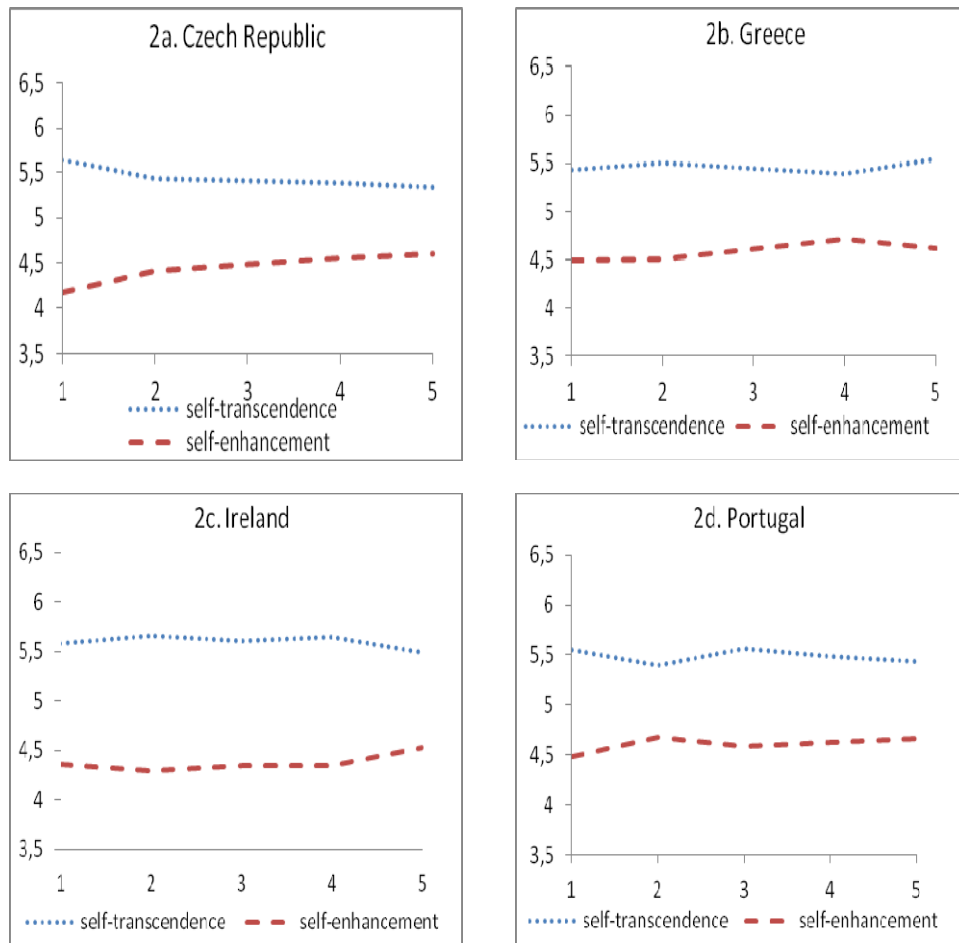 2a. Czech Republic
6,5
6
5,5
5
4,5
4
3,5
1 2 3 4 5
self-transcendence
self-enhancement
2b. Greece
6,5
6
5,5
5
4,5
4
3,5
1 2 3 4 5
self-transcendence self-enhancement
2c. Ireland
6,5
6
5,5
5
4,5
4
3,5
1 2 3 4 5
self-transcendence self-enhancement
2d. Portugal
6,5
6
5,5
5
4,5
4
3,5
1 2 3 4 5
self-transcendence self-enhancement